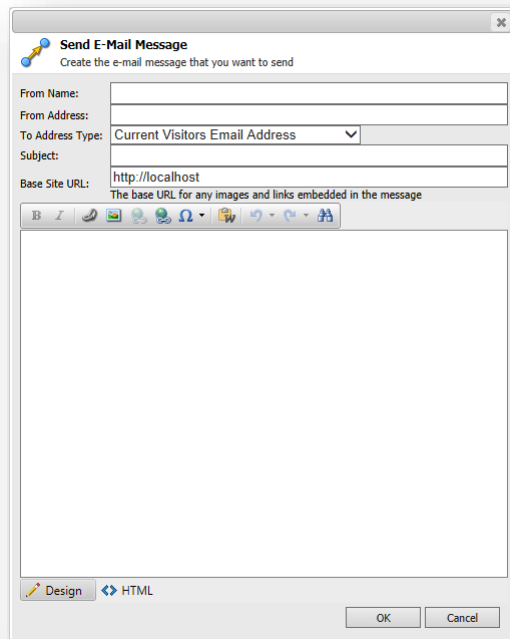 Send E-Mail Message
Create the e-mail message that you want to send
From Name:
From Address:
To Address Type: Current Visitors Email Address
Subject:
Base Site URL: http://localhost
The base URL for any images and links embedded in the message
B I Ω W
Design HTML
OK Cancel